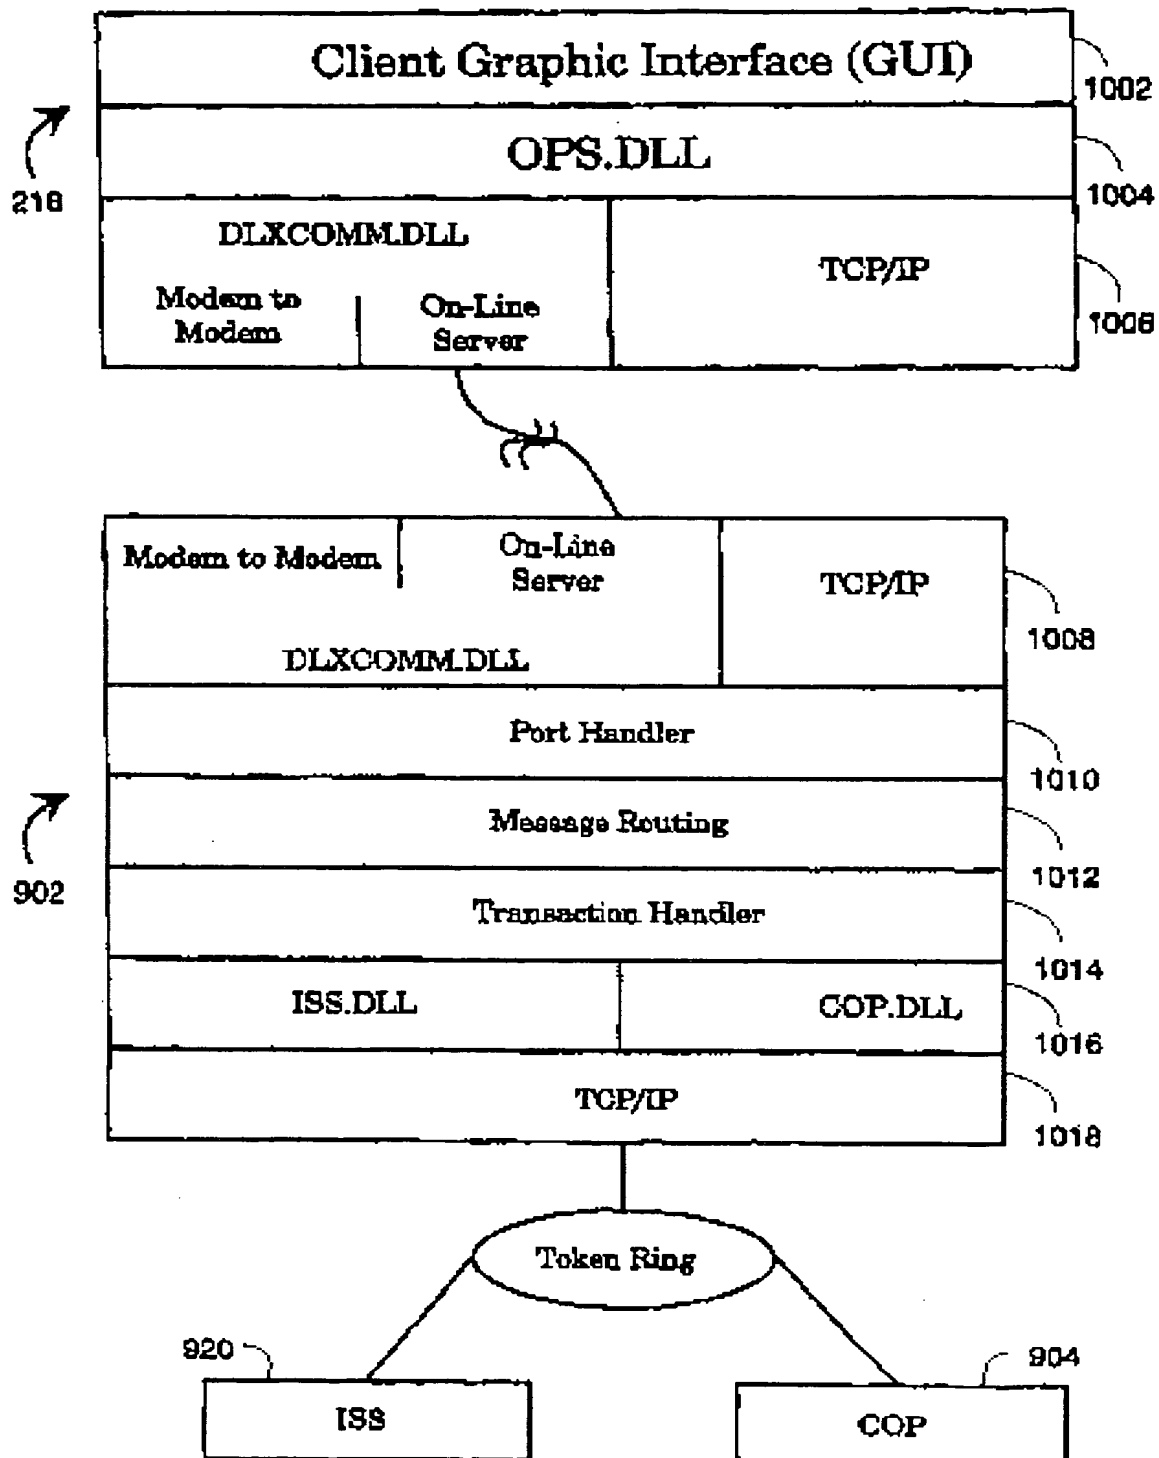 Client Graphic Interface (GUI)
1002
OPS.DLL
1004
218
DLXCOMM.DLL
TCP/IP
Modem to
Modem
On-Line
Server
1006
Modem to Modem
On-Line
Server
TCP/IP
1008
DLXCOMM.DLL
Port Handler
1010
902
Message Routing
1012
Transaction Handler
1014
ISS.DLL
COP.DLL
1016
TCP/IP
1018
Token Ring
920
904
ISS
COP